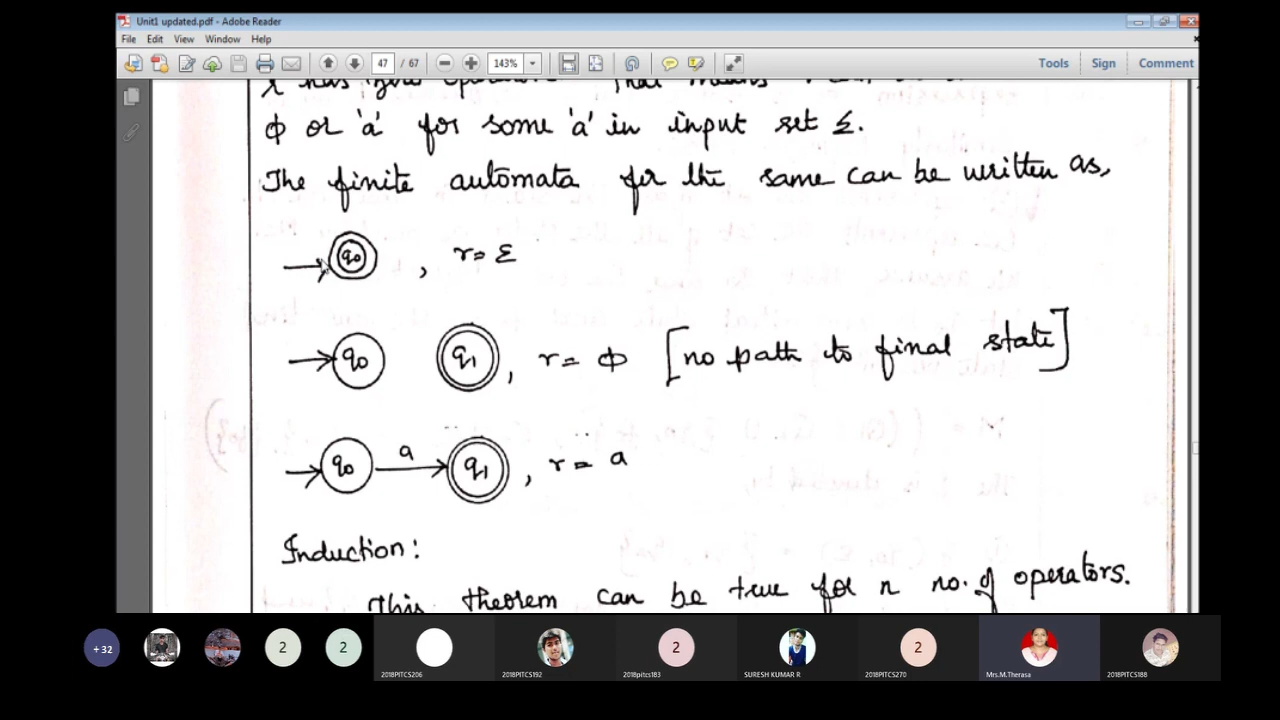 Unit1 updated.pdf - Adobe Reader
File Edit View Window Help
47 / 67 143% Tools Sign Comment
φ or 'a' for some 'a' in input set Σ.
The finite automata for the same can be written as,
q0 , r = ε
q0 q1 , r = φ [no path to final state]
q0 a q1 , r = a
Induction:
This theorem can be true for n no. of operators.
+32 2 2 2 2
2018PITCS206 2018PITCS192 2018pitcs183 SURESH KUMAR R 2018PITCS270 Mrs.M.Therasa 2018PITCS188